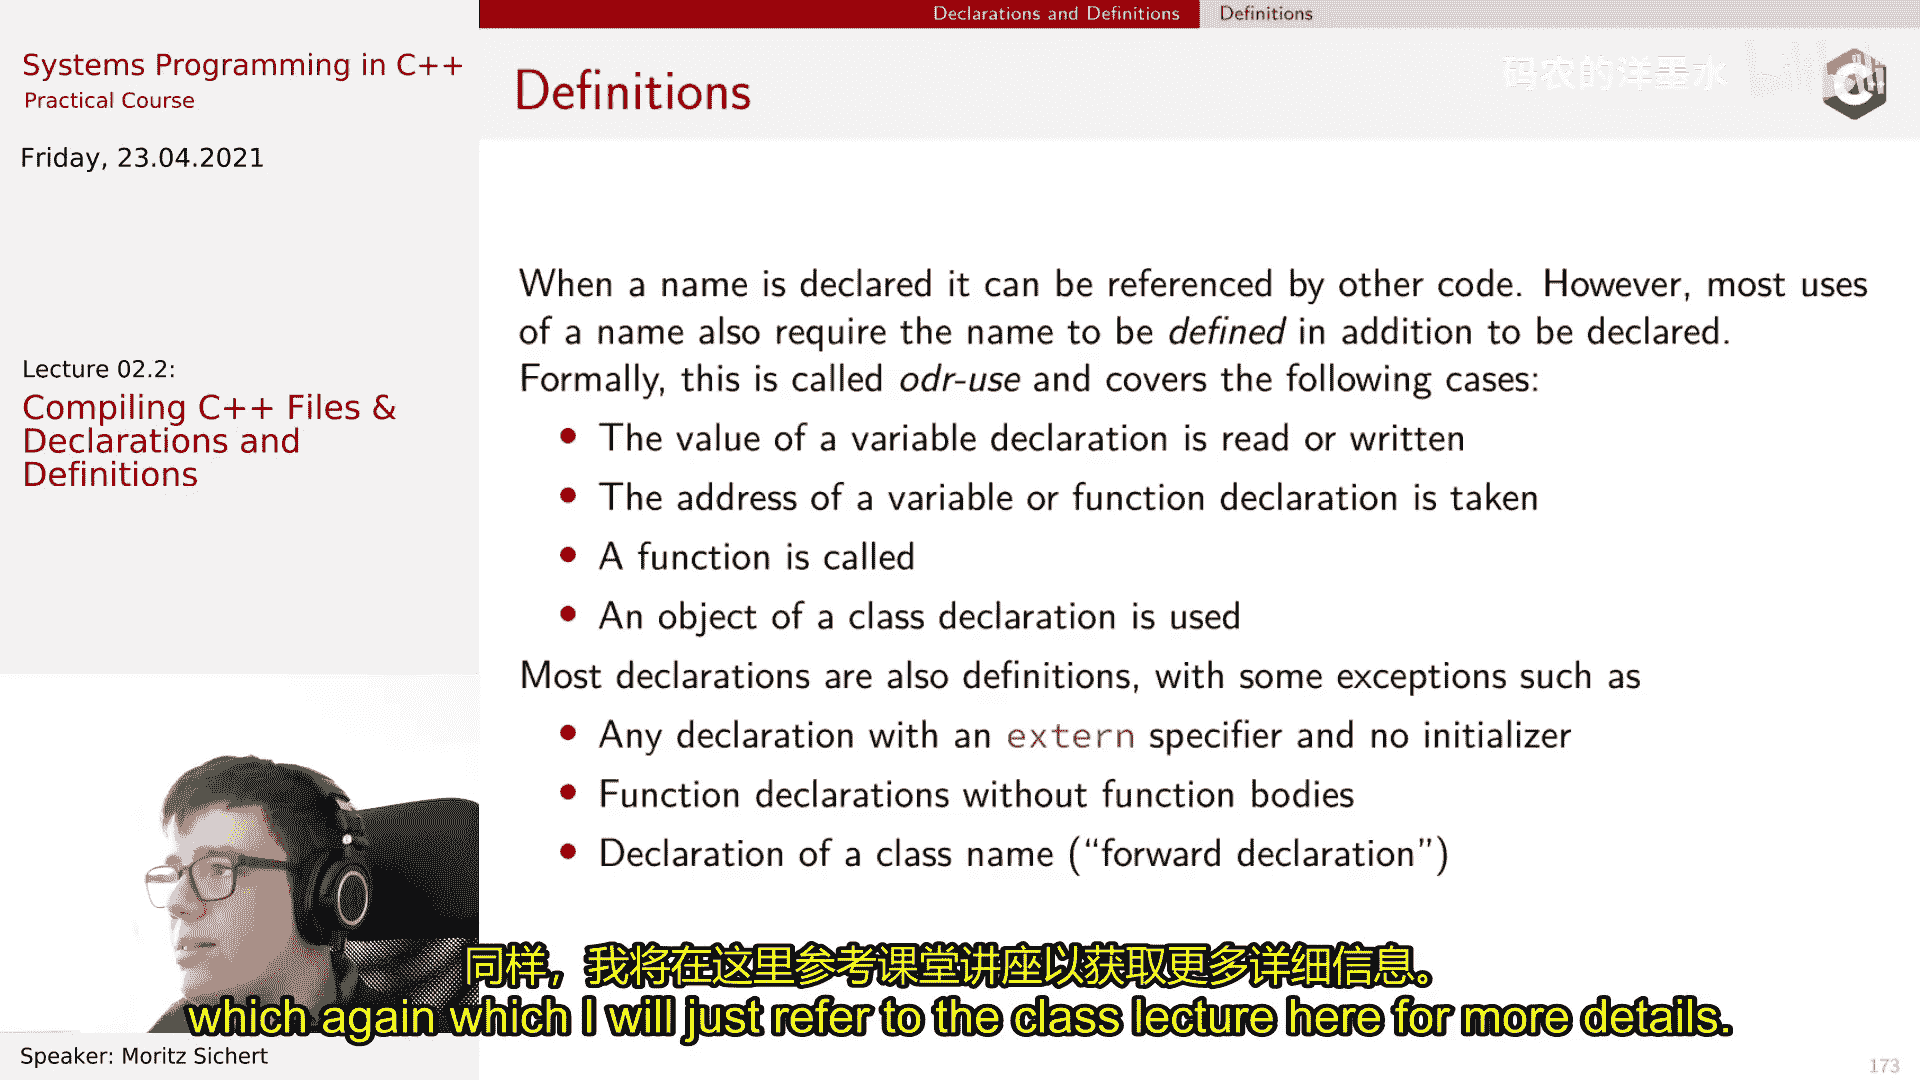 Declarations and Definitions
Definitions
Systems Programming in C++
Practical Course
Friday, 23.04.2021
Lecture 02.2:
Compiling C++ Files &
Declarations and
Definitions
Definitions
码农的洋墨水
When a name is declared it can be referenced by other code. However, most uses
of a name also require the name to be defined in addition to be declared.
Formally, this is called odr-use and covers the following cases:
• The value of a variable declaration is read or written
• The address of a variable or function declaration is taken
• A function is called
• An object of a class declaration is used
Most declarations are also definitions, with some exceptions such as
• Any declaration with an extern specifier and no initializer
• Function declarations without function bodies
• Declaration of a class name (“forward declaration”)
同样，我将在这里参考课堂讲座以获取更多详细信息。
which again which I will just refer to the class lecture here for more details.
Speaker: Moritz Sichert
173